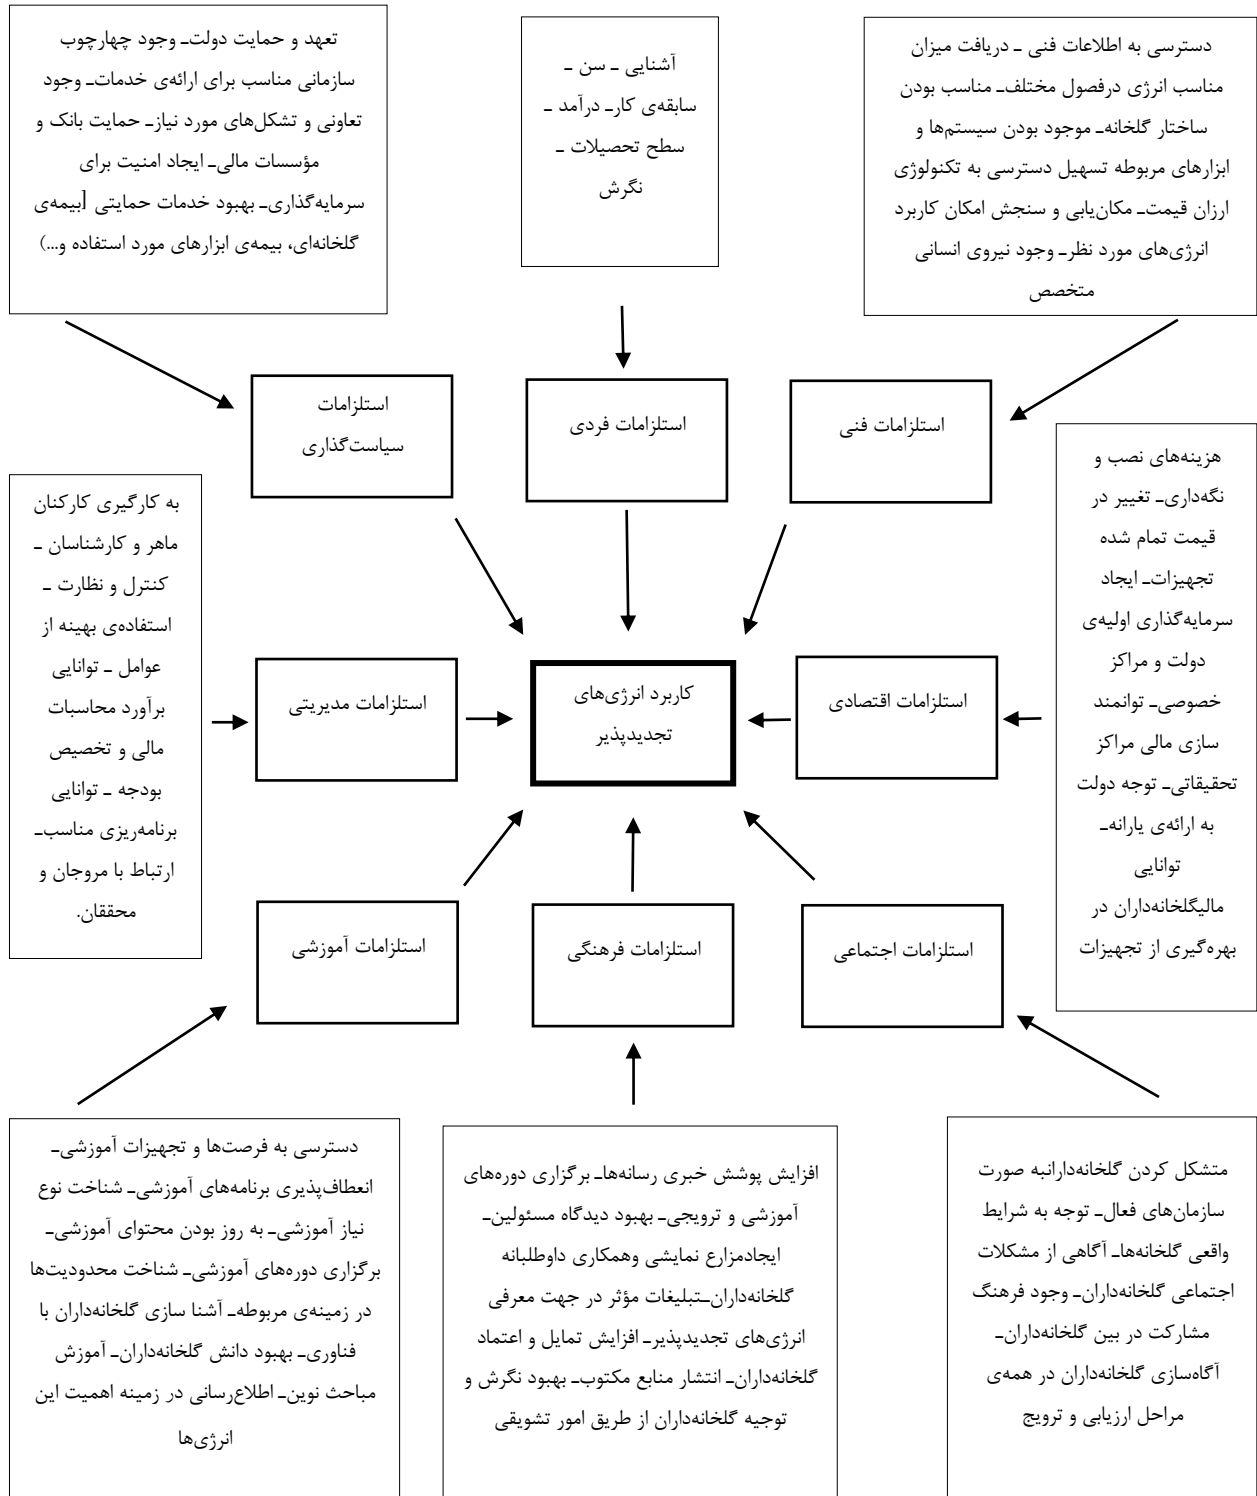 دسترسی به اطلاعات فنی ـ دریافت میزان
مناسب انرژی درفصول مختلف‌ـ مناسب بودن
ساختار گلخانه‌ـ موجود بودن سیستم‌ها و
ابزارهای مربوطه تسهیل دسترسی به تکنولوژی
ارزان قیمت‌ـ مکان‌یابی و سنجش امکان کاربرد
انرژی‌های مورد نظرـ وجود نیروی انسانی
متخصص
آشنایی ـ سن ـ
سابقه‌ی کارـ درآمد ـ
سطح تحصیلات ـ
نگرش
تعهد و حمایت دولت‌ـ وجود چهارچوب
سازمانی مناسب برای ارائه‌ی خدمات‌ـ وجود
تعاونی و تشکل‌های مورد نیازـ حمایت بانک و
مؤسسات مالی‌ـ ایجاد امنیت برای
سرمایه‌گذاری‌ـ بهبود خدمات حمایتی [بیمه‌ی
گلخانه‌ای، بیمه‌ی ابزارهای مورد استفاده و...)
استلزامات فنی
استلزامات فردی
استلزامات
سیاست‌گذاری
هزینه‌های نصب و
نگه‌داری‌ـ تغییر در
قیمت تمام شده
تجهیزات‌ـ ایجاد
سرمایه‌گذاری اولیه‌ی
دولت و مراکز
خصوصی‌ـ توانمند
سازی مالی مراکز
تحقیقاتی‌ـ توجه دولت
به ارائه‌ی یارانه‌ـ
توانایی
مالیگلخانه‌داران در
بهره‌گیری از تجهیزات
استلزامات اقتصادی
کاربرد انرژی‌های
تجدیدپذیر
استلزامات مدیریتی
به کارگیری کارکنان
ماهر و کارشناسان ـ
کنترل و نظارت ـ
استفاده‌ی بهینه از
عوامل ـ توانایی
برآورد محاسبات
مالی و تخصیص
بودجه ـ توانایی
برنامه‌ریزی مناسب‌ـ
ارتباط با مروجان و
محققان.
استلزامات اجتماعی
استلزامات فرهنگی
استلزامات آموزشی
متشکل کردن گلخانه‌دارانبه صورت
سازمان‌های فعال‌ـ توجه به شرایط
واقعی گلخانه‌هاـ آگاهی از مشکلات
اجتماعی گلخانه‌داران‌ـ وجود فرهنگ
مشارکت در بین گلخانه‌داران‌ـ
آگاه‌سازی گلخانه‌داران در همه‌ی
مراحل ارزیابی و ترویج
افزایش پوشش خبری رسانه‌هاـ برگزاری دوره‌های
آموزشی و ترویجی‌ـ بهبود دیدگاه مسئولین‌ـ
ایجادمزارع نمایشی وهمکاری داوطلبانه
گلخانه‌داران‌ـتبلیغات مؤثر در جهت معرفی
انرژی‌های تجدیدپذیرـ افزایش تمایل و اعتماد
گلخانه‌داران‌ـ انتشار منابع مکتوب‌ـ بهبود نگرش و
توجیه گلخانه‌داران از طریق امور تشویقی
دسترسی به فرصت‌ها و تجهیزات آموزشی‌ـ
انعطاف‌پذیری برنامه‌های آموزشی‌ـ شناخت نوع
نیاز آموزشی‌ـ به روز بودن محتوای آموزشی‌ـ
برگزاری دوره‌های آموزشی‌ـ شناخت محدودیت‌ها
در زمینه‌ی مربوطه‌ـ آشنا سازی گلخانه‌داران با
فناوری‌ـ بهبود دانش گلخانه‌داران‌ـ آموزش
مباحث نوین‌ـ اطلاع‌رسانی در زمینه اهمیت این
انرژی‌ها